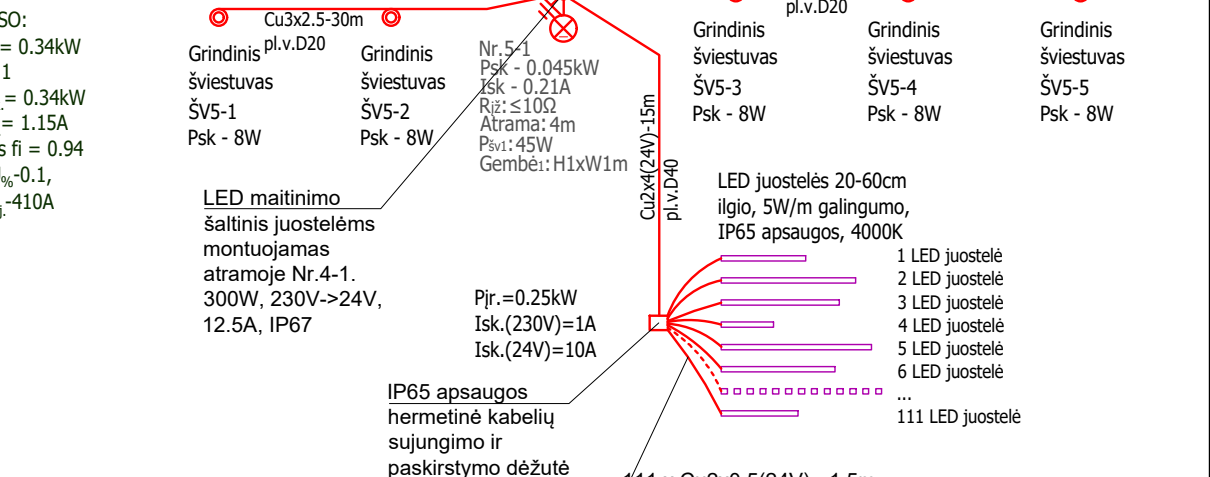 SO:
= 0.34kW
1
= 0.34kW
= 1.15A
s fi = 0.94
%-0.1,
j.-410A
Cu3x2.5-30m
pl.v.D20
Grindinis
šviestuvas
ŠV5-1
Psk - 8W
Grindinis
šviestuvas
ŠV5-2
Psk - 8W
Nr.5-1
Psk - 0.045kW
Isk - 0.21A
Rįž: ≤10Ω
Atrama: 4m
Pšv1: 45W
Gembė1: H1xW1m
pl.v.D20
Grindinis
šviestuvas
ŠV5-3
Psk - 8W
Grindinis
šviestuvas
ŠV5-4
Psk - 8W
Grindinis
šviestuvas
ŠV5-5
Psk - 8W
Cu2x4(24V)-15m
pl.v.D40
LED maitinimo
šaltinis juostelėms
montuojamas
atramoje Nr.4-1.
300W, 230V->24V,
12.5A, IP67
Pįr.=0.25kW
Isk.(230V)=1A
Isk.(24V)=10A
LED juostelės 20-60cm
ilgio, 5W/m galingumo,
IP65 apsaugos, 4000K
1 LED juostelė
2 LED juostelė
3 LED juostelė
4 LED juostelė
5 LED juostelė
6 LED juostelė
...
111 LED juostelė
IP65 apsaugos
hermetinė kabelių
sujungimo ir
paskirstymo dėžutė